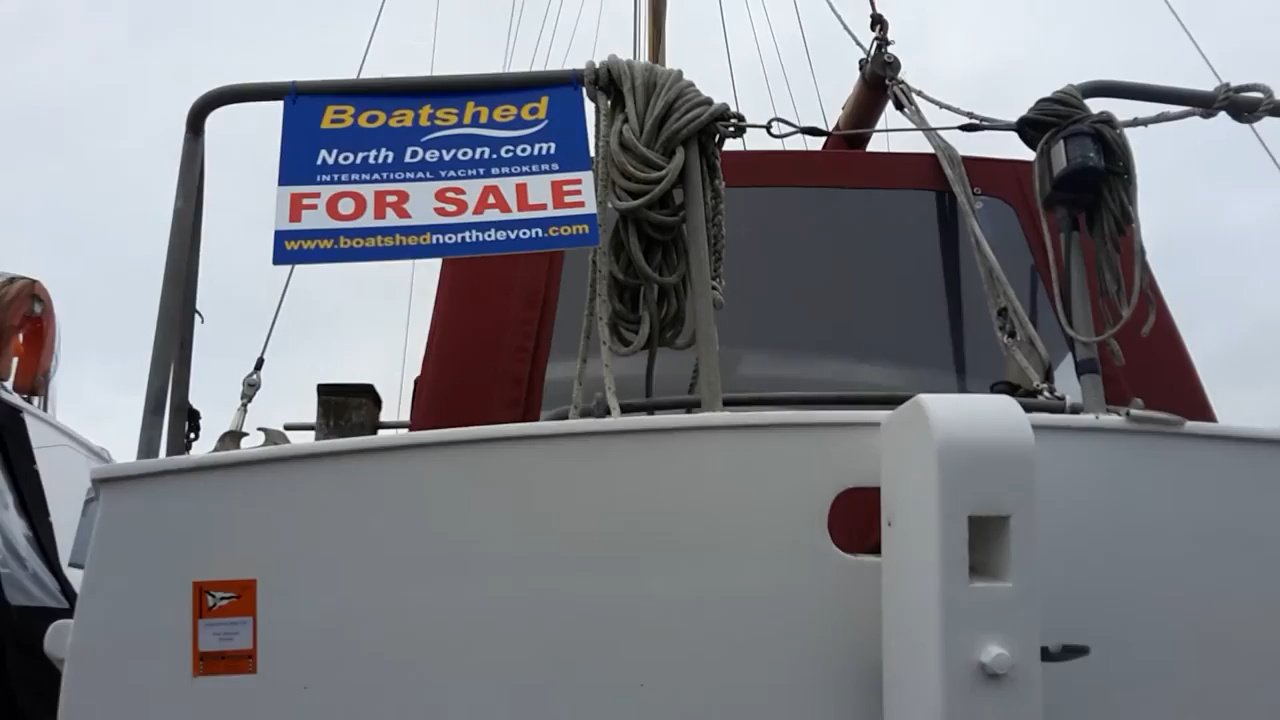 Boatshed
North Devon.com
INTERNATIONAL YACHT BROKERS
FOR SALE
www.boatshednorthdevon.com